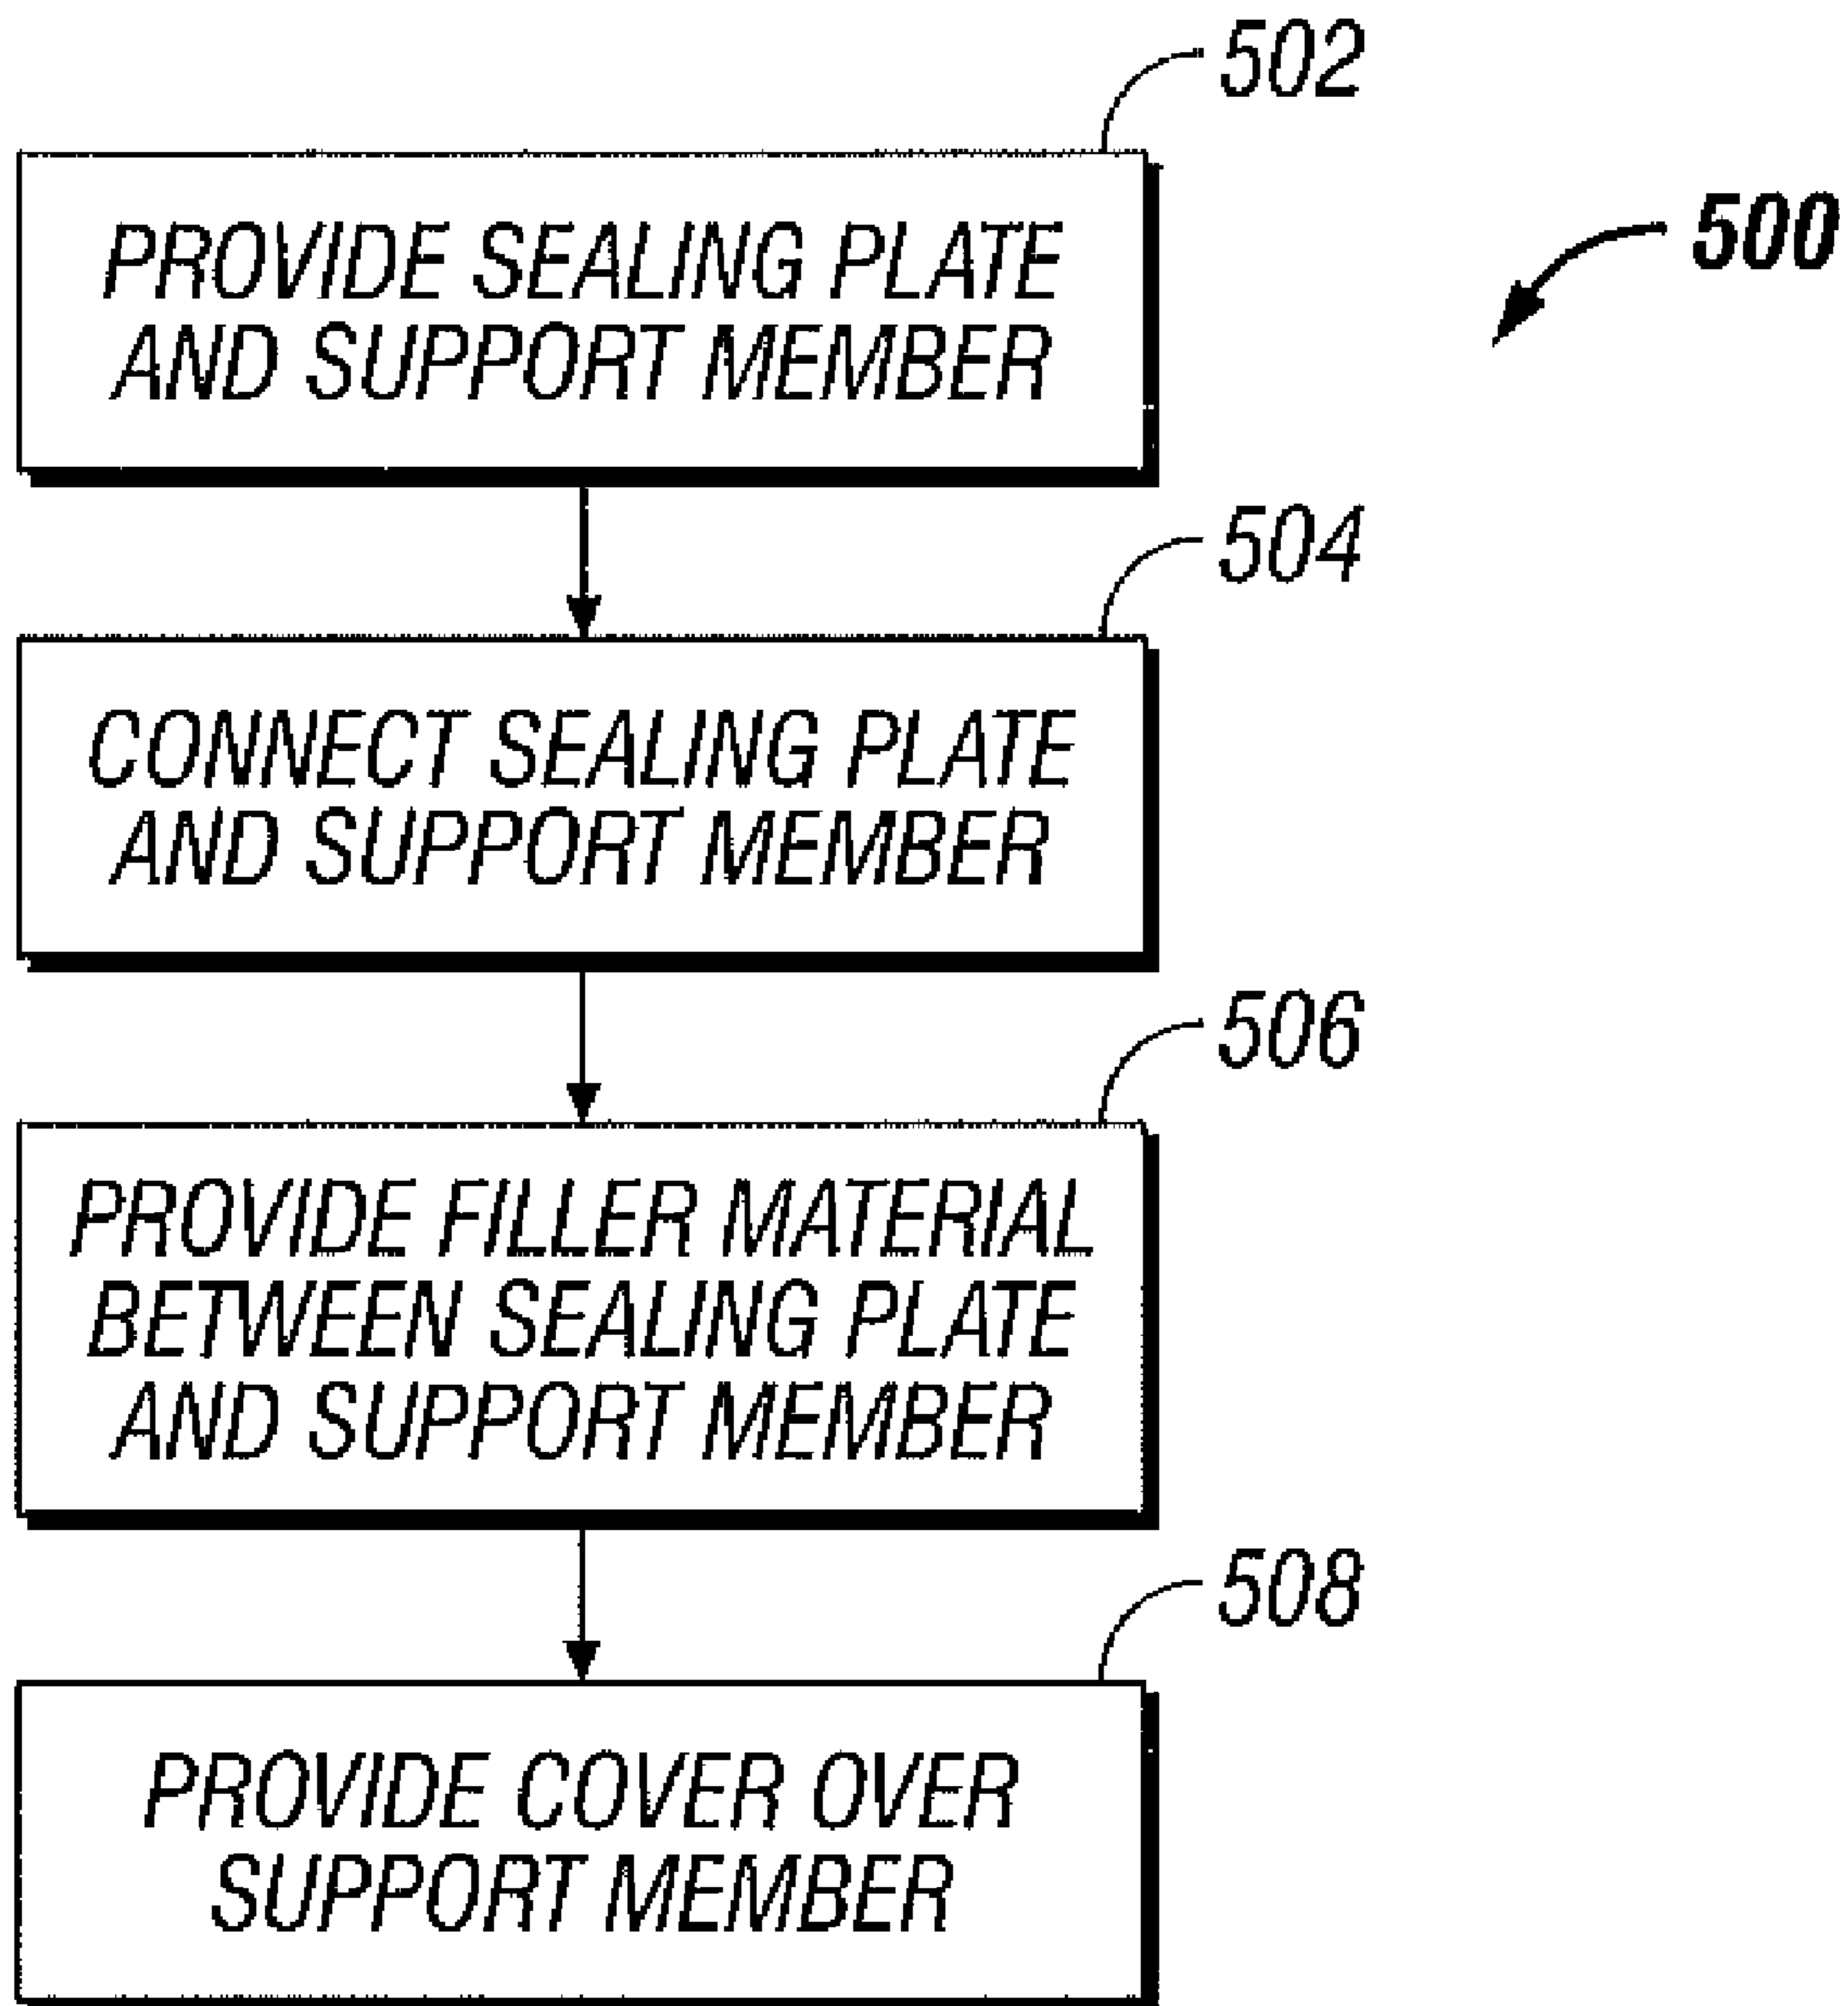 502
500
PROVIDE SEALING PLATE
AND SUPPORT MEMBER
504
CONNECT SEALING PLATE
AND SUPPORT MEMBER
506
PROVIDE FILLER MATERIAL
BETWEEN SEALING PLATE
AND SUPPORT MEMBER
508
PROVIDE COVER OVER
SUPPORT MEMBER